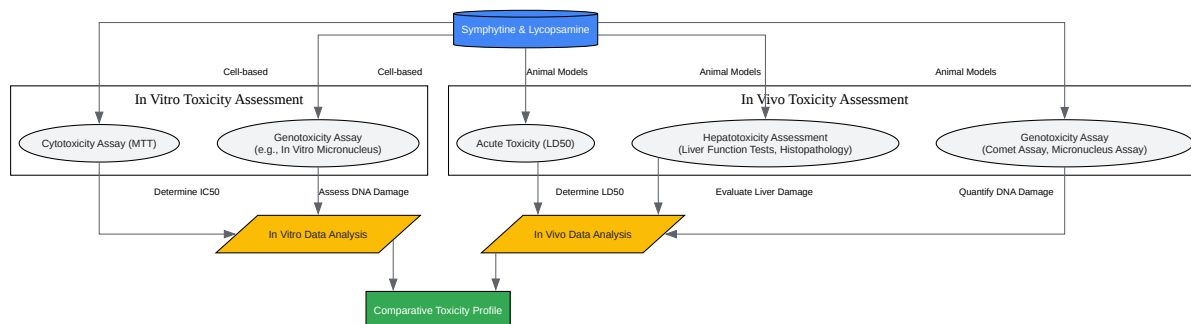 Symphytine & Lycopsamine
Cell-based
Cell-based
Animal Models
Animal Models
Animal Models
In Vitro Toxicity Assessment
In Vivo Toxicity Assessment
Cytotoxicity Assay (MTT)
Genotoxicity Assay
(e.g., In Vitro Micronucleus)
Acute Toxicity (LD50)
Hepatotoxicity Assessment
(Liver Function Tests, Histopathology)
Genotoxicity Assay
(Comet Assay, Micronucleus Assay)
Determine IC50
Assess DNA Damage
Determine LD50
Evaluate Liver Damage
Quantify DNA Damage
In Vitro Data Analysis
In Vivo Data Analysis
Comparative Toxicity Profile